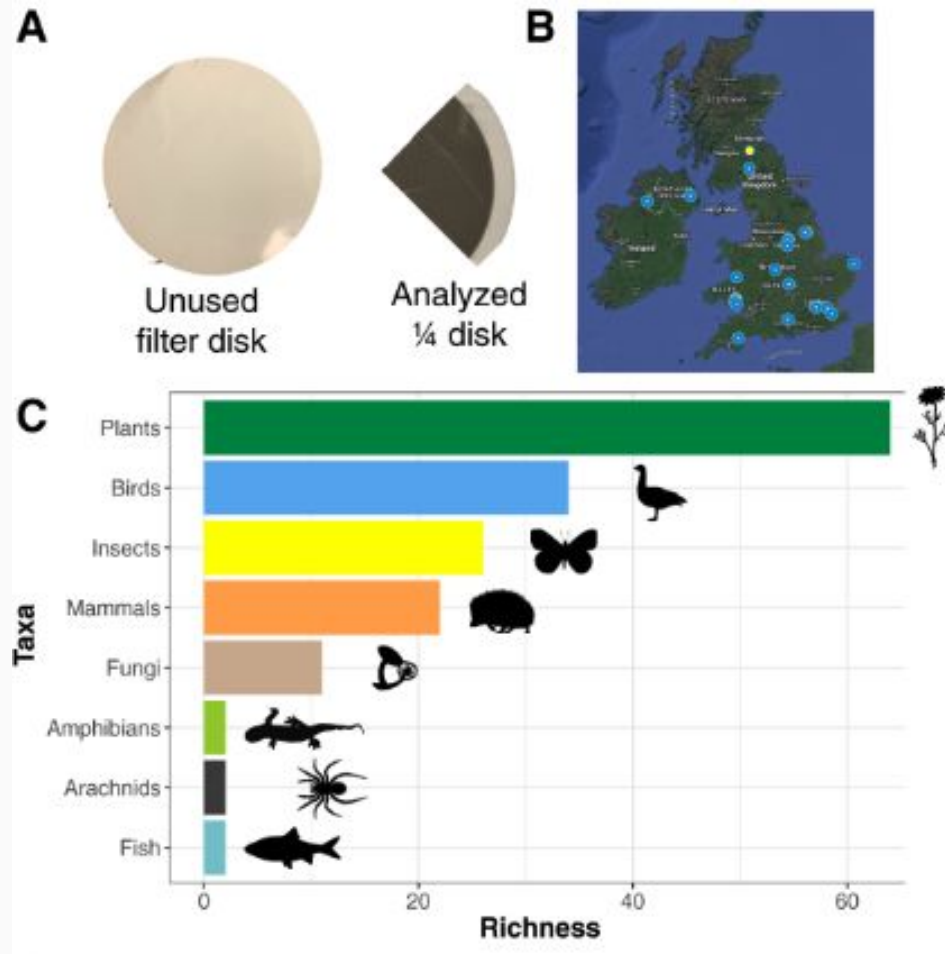 A
B
Unused
filter disk
Analyzed
¼ disk
C
Plants
Birds
Insects
Mammals
Fungi
Amphibians
Arachnids
Fish
Taxa
0
20
40
60
Richness